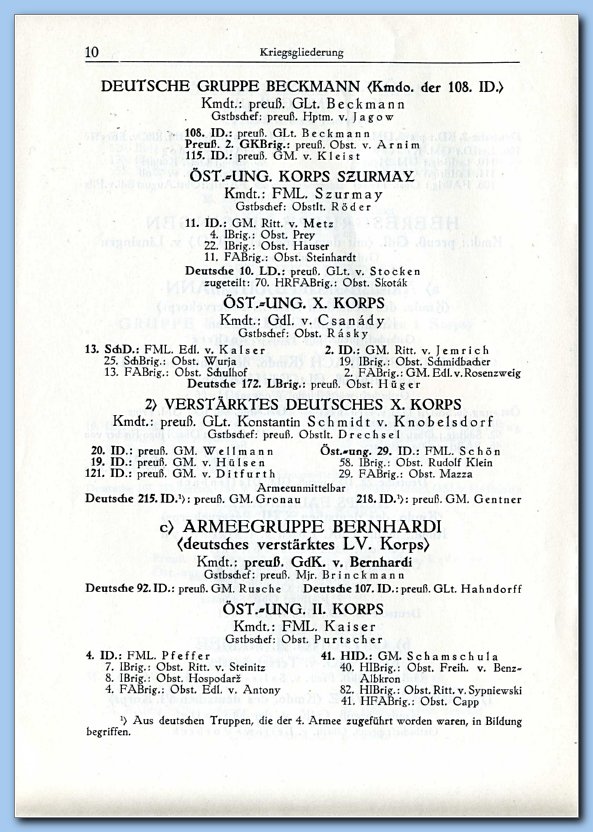 10 Kriegsgliederung
DEUTSCHE GRUPPE BECKMANN (Kmdo. der 108. ID.)
Kmdt.: preuß. GLt. Beckmann
Gstbschef: preuß. Hptm. v. Jagow
108. ID.: preuß. GLt. Beckmann
Preuß. 2. GKBrig.: preuß. Obst. v. Arnim
115. ID.: preuß. GM. v. Kleist
ÖST.-UNG. KORPS SZURMAY
Kmdt.: FML. Szurmay
Gstbschef: Obstlt. Röder
11. ID.: GM. Ritt. v. Metz
4. IBrig.: Obst. Prey
22. IBrig.: Obst. Hauser
11. FABrig.: Obst. Steinhardt
Deutsche 10. LD.: preuß. GLt. v. Stocken
zugeteilt: 70. HRFABrig.: Obst. Skoták
ÖST.-UNG. X. KORPS
Kmdt.: GdI. v. Csanády
Gstbschef: Obst. Rásky
13. SchD.: FML. Edl. v. Kalser
25. SchBrig.: Obst. Wurja
13. FABrig.: Obst. Schulhof
2. ID.: GM. Ritt. v. Jemrich
19. IBrig.: Obst. Schmidbacher
2. FABrig.: GM. Edl. v. Rosenzweig
Deutsche 172. LBrig.: preuß. Obst. Hüger
2) VERSTÄRKTES DEUTSCHES X. KORPS
Kmdt.: preuß. GLt. Konstantin Schmidt v. Knobelsdorf
Gstbschef: preuß. Obstlt. Drechsel
20. ID.: preuß. GM. Wellmann
19. ID.: preuß. GM. v. Hülsen
121. ID.: preuß. GM. v. Ditfurth
Öst.-ung. 29. ID.: FML. Schön
58. IBrig.: Obst. Rudolf Klein
29. FABrig.: Obst. Mazza
Armeeunmittelbar
Deutsche 215. ID.¹): preuß. GM. Gronau 218. ID.¹): preuß. GM. Gentner
c) ARMEEGRUPPE BERNHARDI
(deutsches verstärktes LV. Korps)
Kmdt.: preuß. GdK. v. Bernhardi
Gstbschef: preuß. Mjr. Brinckmann
Deutsche 92. ID.: preuß. GM. Rusche Deutsche 107. ID.: preuß. GLt. Hahndorff
ÖST.-UNG. II. KORPS
Kmdt.: FML. Kaiser
Gstbschef: Obst. Purtscher
4. ID.: FML. Pfeffer
7. IBrig.: Obst. Ritt. v. Steinitz
8. IBrig.: Obst. Hospodarž
4. FABrig.: Obst. Edl. v. Antony
41. HID.: GM. Schamschula
40. HIBrig.: Obst. Freih. v. Benz-
Albkron
82. HIBrig.: Obst. Ritt. v. Sypniewski
41. HFABrig.: Obst. Capp
¹) Aus deutschen Truppen, die der 4. Armee zugeführt worden waren, in Bildung
begriffen.